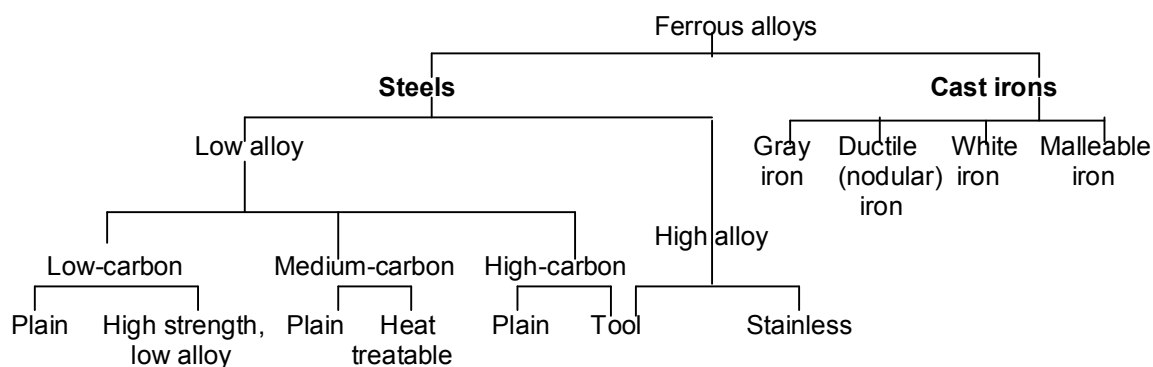 Ferrous alloys
Steels
Cast irons
Low alloy
Gray
iron
Ductile
(nodular)
iron
White
iron
Malleable
iron
High alloy
Low-carbon
Medium-carbon
High-carbon
Plain
High strength,
low alloy
Plain
Heat
treatable
Plain
Tool
Stainless